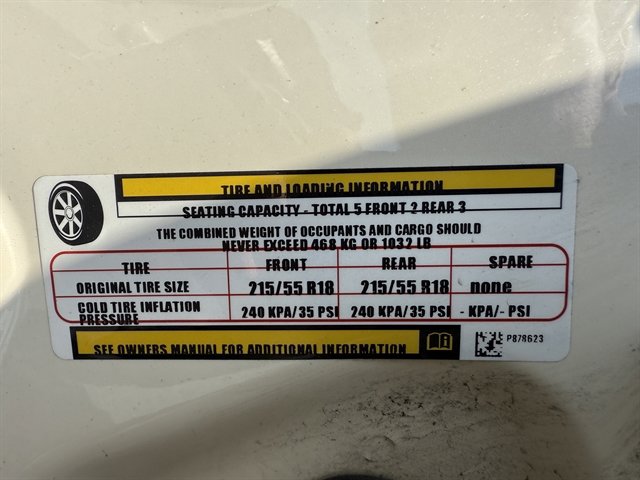 TIRE AND LOADING INFORMATION
SEATING CAPACITY - TOTAL 5 FRONT 2 REAR 3
THE COMBINED WEIGHT OF OCCUPANTS AND CARGO SHOULD
NEVER EXCEED 468 KG OR 1032 LB
TIRE FRONT REAR SPARE
ORIGINAL TIRE SIZE 215/55 R18 215/55 R18 none
COLD TIRE INFLATION PRESSURE 240 KPA/35 PSI 240 KPA/35 PSI - KPA/- PSI
SEE OWNERS MANUAL FOR ADDITIONAL INFORMATION
P878623